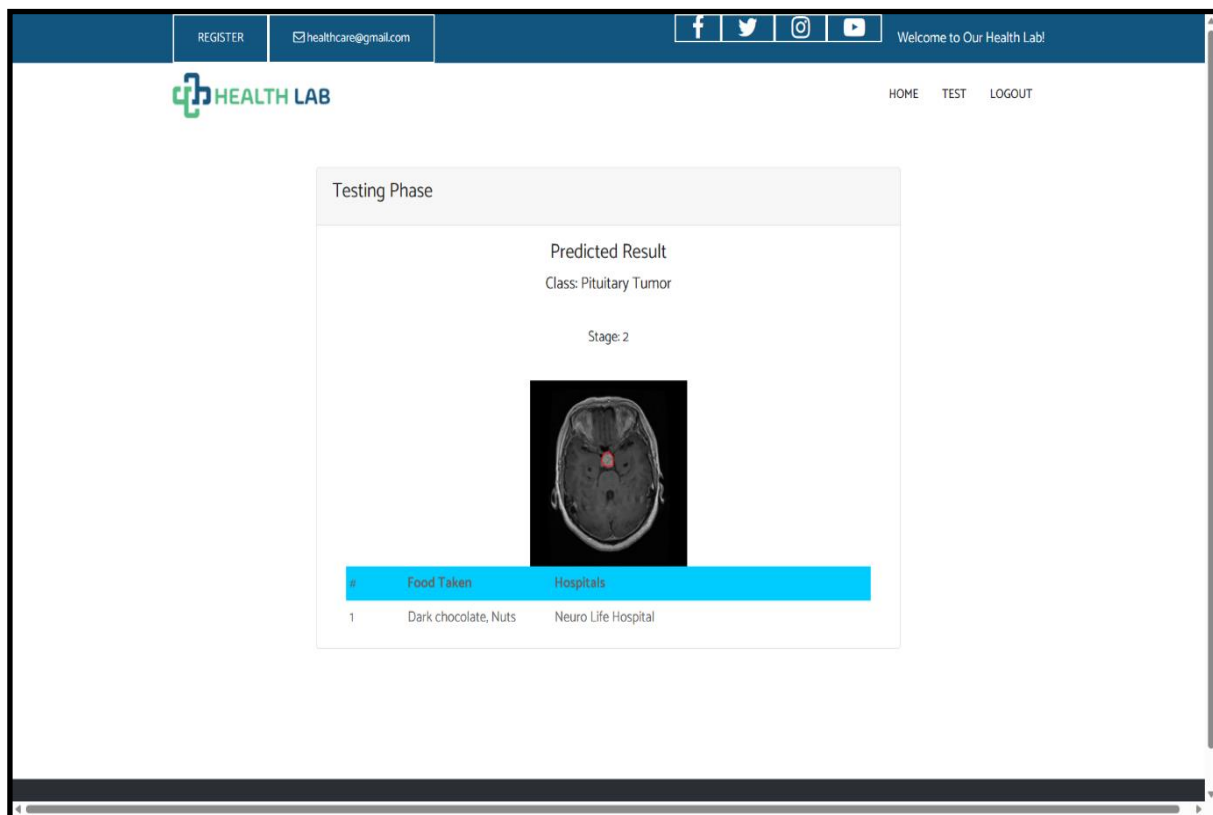 REGISTER healthcare@gmail.com Welcome to Our Health Lab!
HEALTH LAB HOME TEST LOGOUT
Testing Phase
Predicted Result
Class: Pituitary Tumor
Stage: 2
# Food Taken Hospitals
1 Dark chocolate, Nuts Neuro Life Hospital